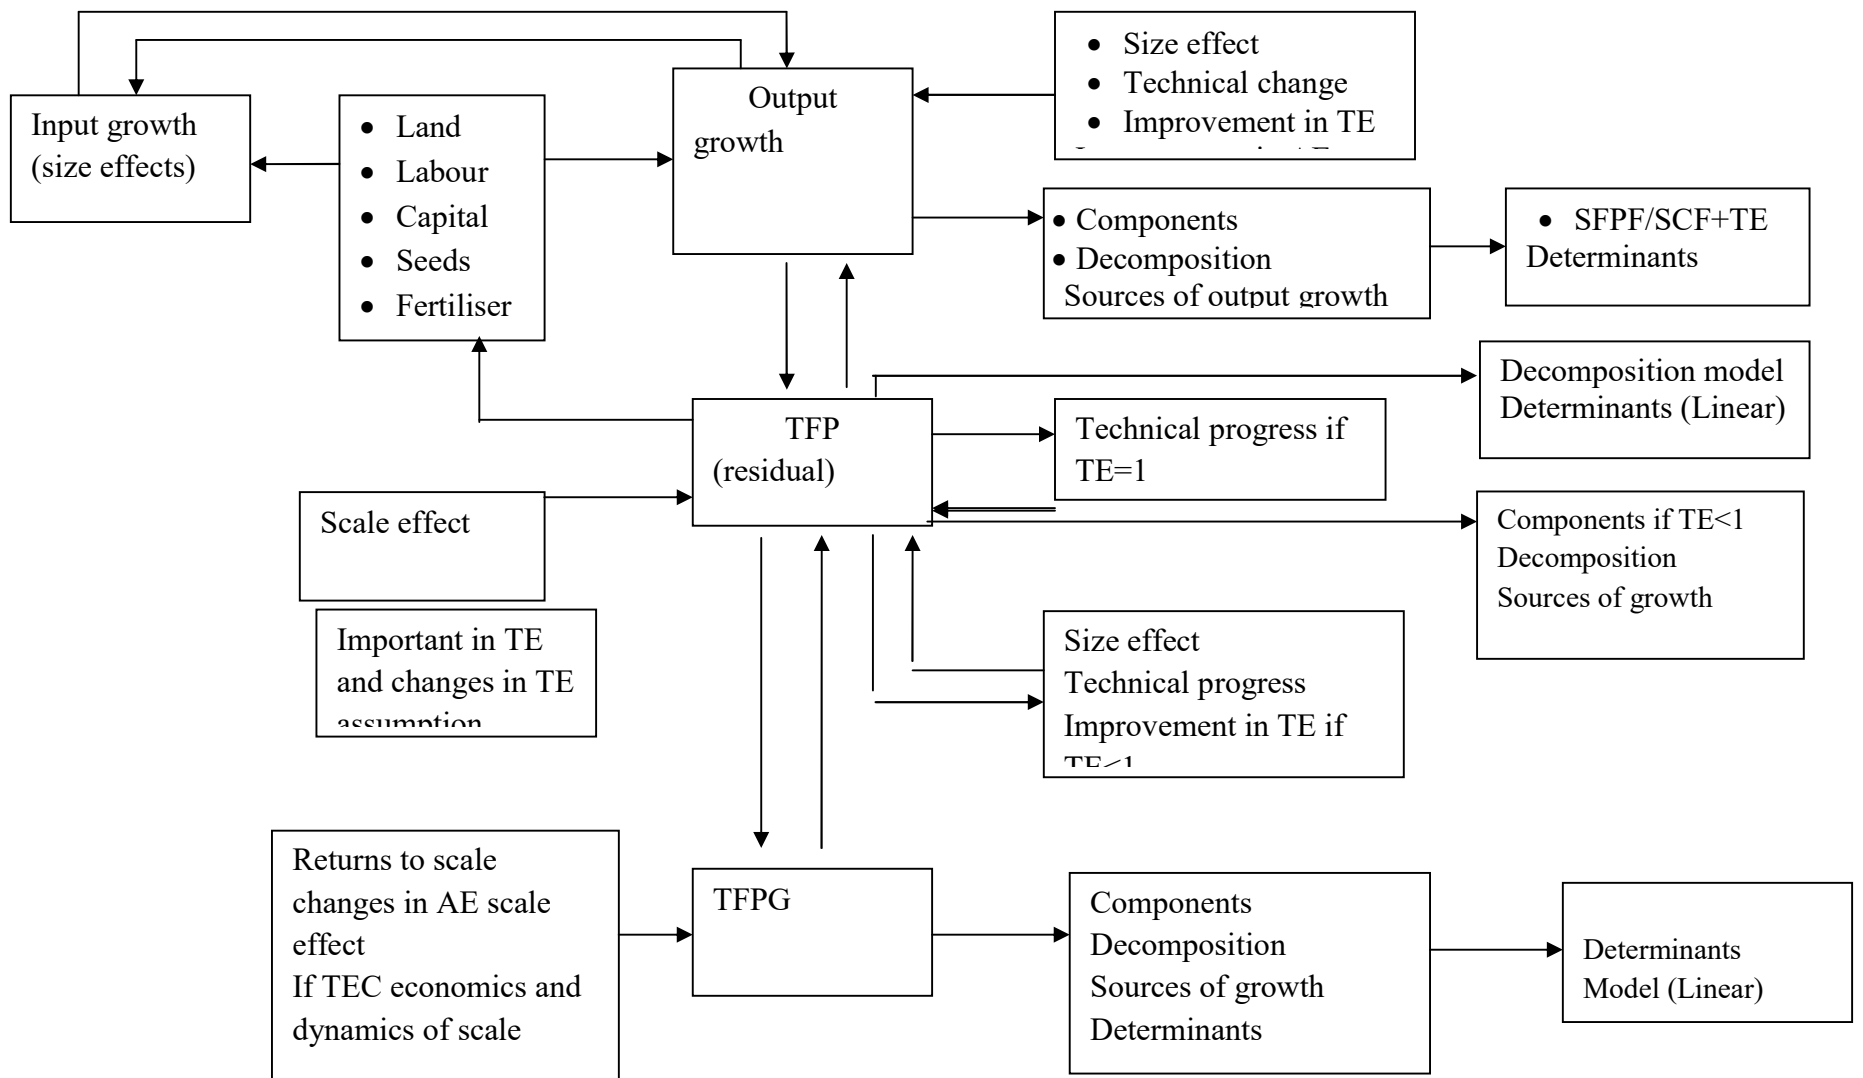 • Size effect
• Technical change
• Improvement in TE
Output
growth
Input growth
(size effects)
• Land
• Labour
• Capital
• Seeds
• Fertiliser
• Components
• Decomposition
Sources of output growth
• SFPF/SCF+TE
Determinants
Decomposition model
Determinants (Linear)
TFP
(residual)
Technical progress if
TE=1
Scale effect
Components if TE<1
Decomposition
Sources of growth
Important in TE
and changes in TE
assumption
Size effect
Technical progress
Improvement in TE if
TE<1
Returns to scale
changes in AE scale
effect
If TEC economics and
dynamics of scale
TFPG
Components
Decomposition
Sources of growth
Determinants
Determinants
Model (Linear)